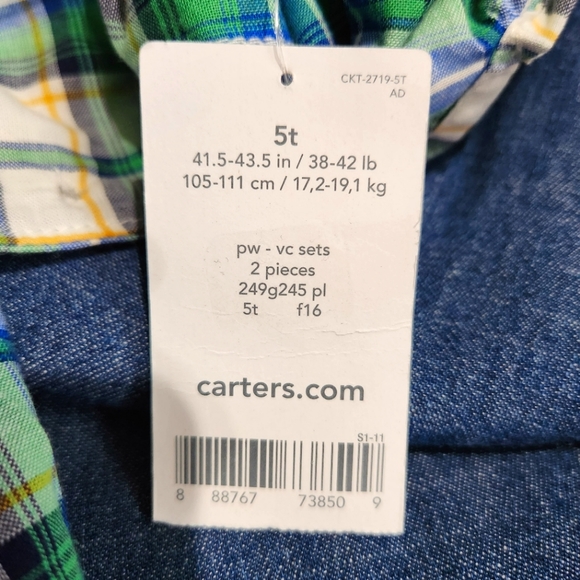 CKT-2719-5T
AD
5t
41.5-43.5 in / 38-42 lb
105-111 cm / 17,2-19,1 kg
pw - vc sets
2 pieces
249g245 pl
5t f16
carters.com
S1-11
8 88767 73850 9